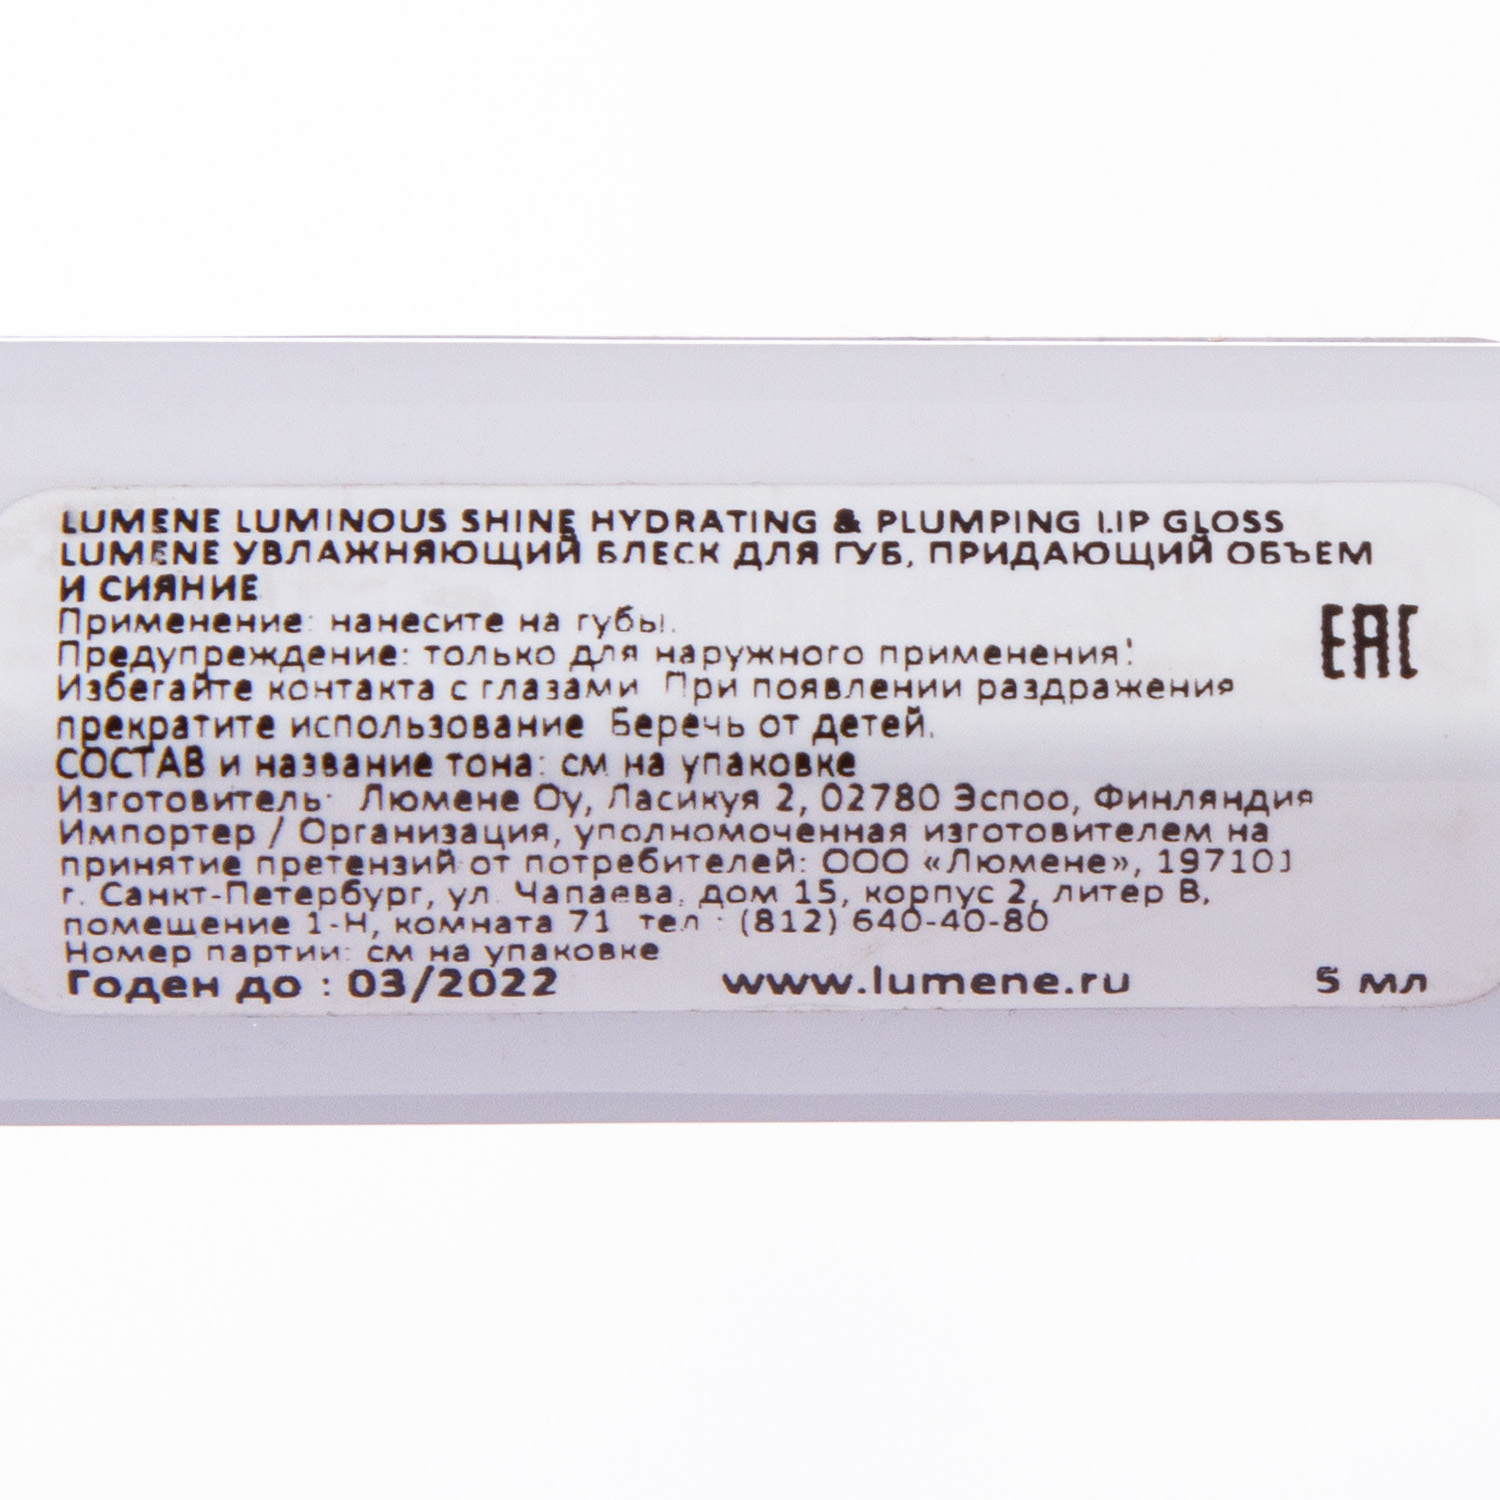 LUMENE LUMINOUS SHINE HYDRATING & PLUMPING LIP GLOSS
LUMENE УВЛАЖНЯЮЩИЙ БЛЕСК ДЛЯ ГУБ, ПРИДАЮЩИЙ ОБЪЕМ
И СИЯНИЕ
Применение: нанесите на губы.
Предупреждение: только для наружного применения!
Избегайте контакта с глазами. При появлении раздражения
прекратите использование. Беречь от детей.
СОСТАВ и название тона: см. на упаковке
Изготовитель: Люмене Оу, Ласикуя 2, 02780 Эспоо, Финляндия
Импортер / Организация, уполномоченная изготовителем на
принятие претензий от потребителей: ООО «Люмене», 197101
г. Санкт-Петербург, ул. Чапаева, дом 15, корпус 2, литер В,
помещение 1-Н, комната 71 тел.: (812) 640-40-80
Номер партии: см на упаковке
Годен до : 03/2022 www.lumene.ru 5 мл
EAC